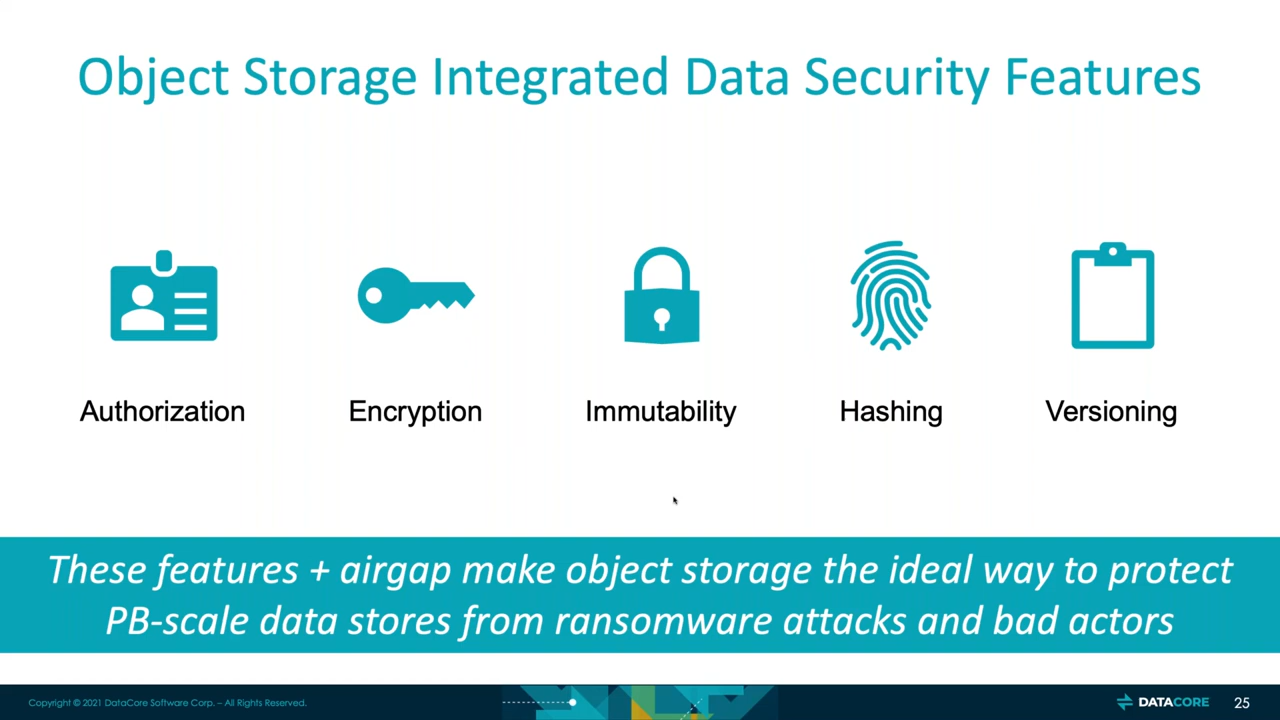 Object Storage Integrated Data Security Features
Authorization
Encryption
Immutability
Hashing
Versioning
These features + airgap make object storage the ideal way to protect
PB-scale data stores from ransomware attacks and bad actors
Copyright © 2021 DataCore Software Corp. – All Rights Reserved.
DATACORE
25